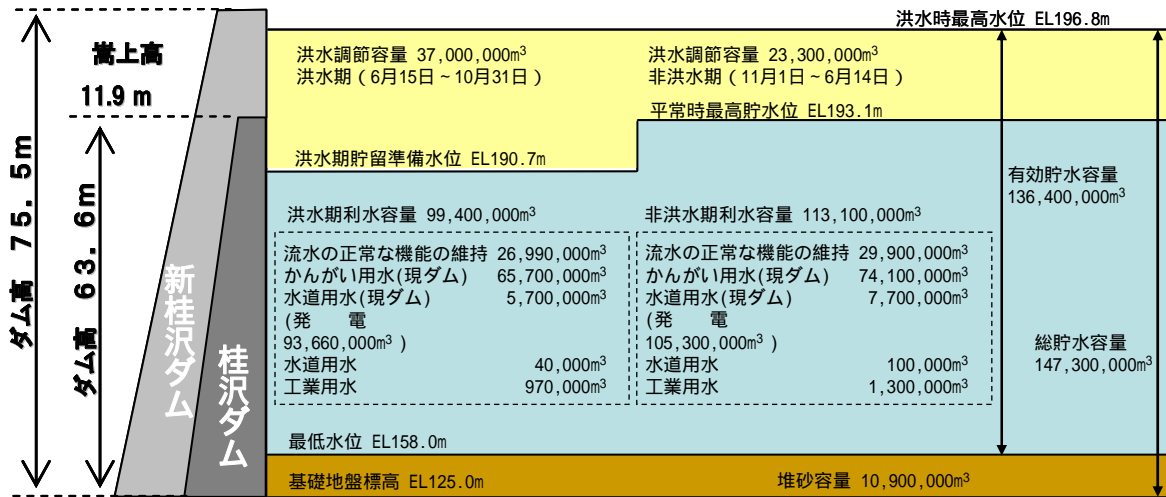 洪水時最高水位 EL196.8m
嵩上高
11.9 m
ダム高 75.5m
ダム高 63.6m
新桂沢ダム
桂沢ダム
洪水調節容量 37,000,000m³
洪水期(6月15日~10月31日)
洪水調節容量 23,300,000m³
非洪水期(11月1日~6月14日)
平常時最高貯水位 EL193.1m
洪水期貯留準備水位 EL190.7m
洪水期利水容量 99,400,000m³
流水の正常な機能の維持 26,990,000m³
かんがい用水(現ダム) 65,700,000m³
水道用水(現ダム) 5,700,000m³
(発 電
93,660,000m³ )
水道用水 40,000m³
工業用水 970,000m³
非洪水期利水容量 113,100,000m³
流水の正常な機能の維持 29,900,000m³
かんがい用水(現ダム) 74,100,000m³
水道用水(現ダム) 7,700,000m³
(発 電
105,300,000m³ )
水道用水 100,000m³
工業用水 1,300,000m³
有効貯水容量
136,400,000m³
総貯水容量
147,300,000m³
最低水位 EL158.0m
基礎地盤標高 EL125.0m
堆砂容量 10,900,000m³